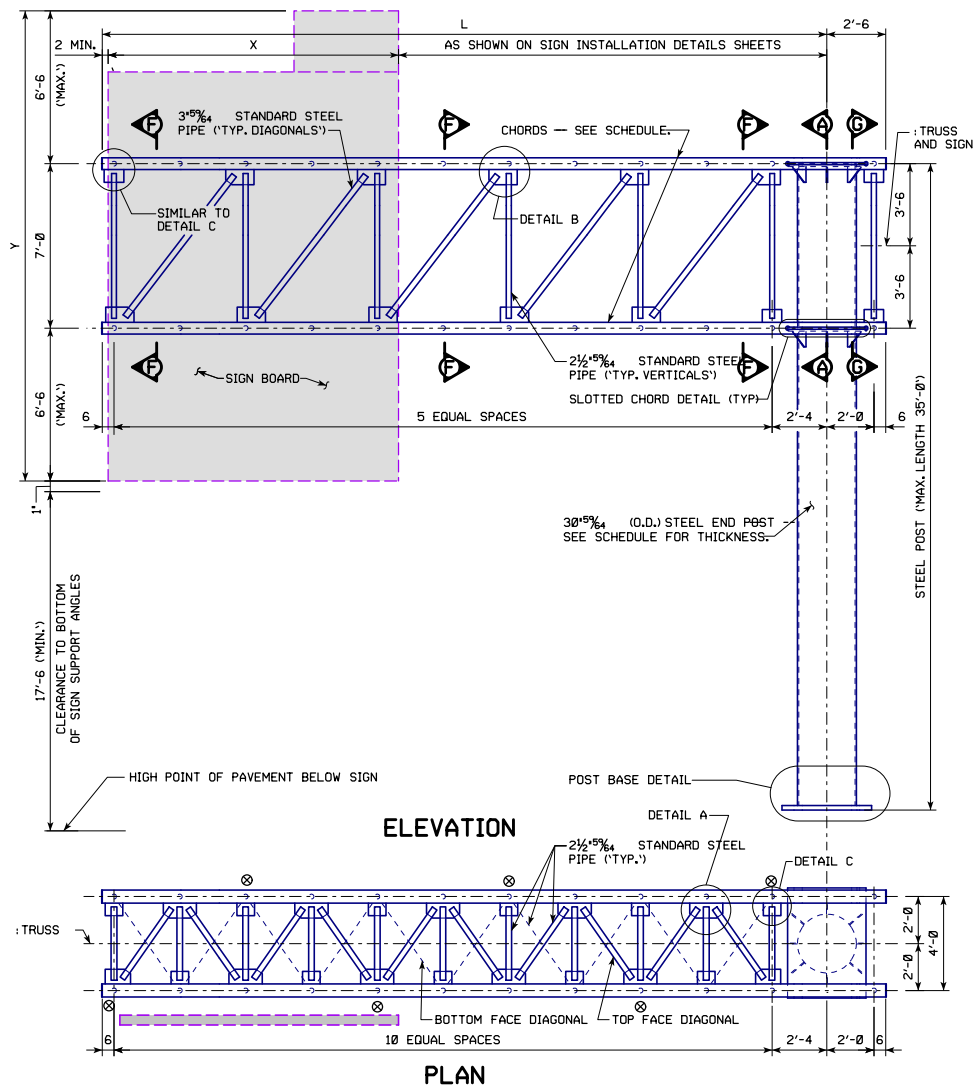 L
2'-6
2 MIN.
X
AS SHOWN ON SIGN INSTALLATION DETAILS SHEETS
6'-6
('MAX.')
3"5⁹⁄₆₄ STANDARD STEEL
PIPE ('TYP. DIAGONALS')
F
F
F
A
G
CHORDS -- SEE SCHEDULE.
:TRUSS
AND SIGN
SIMILAR TO
DETAIL C
DETAIL B
Y
7'-0
3'-6
3'-6
2½"5⁹⁄₆₄ STANDARD STEEL
PIPE ('TYP. VERTICALS')
F
F
F
A
G
SIGN BOARD
SLOTTED CHORD DETAIL (TYP)
6'-6
('MAX.')
6
5 EQUAL SPACES
2'-4
2'-0
6
1"
30"5⁹⁄₆₄ (O.D.) STEEL END POST
SEE SCHEDULE FOR THICKNESS.
STEEL POST ('MAX. LENGTH 35'-0')
17'-6 ('MIN.')
CLEARANCE TO BOTTOM
OF SIGN SUPPORT ANGLES
HIGH POINT OF PAVEMENT BELOW SIGN
POST BASE DETAIL
ELEVATION
DETAIL A
2½"5⁹⁄₆₄ STANDARD STEEL
PIPE ('TYP.')
DETAIL C
:TRUSS
2'-0
2'-0
4'-0
BOTTOM FACE DIAGONAL
TOP FACE DIAGONAL
6
10 EQUAL SPACES
2'-4
2'-0
6
PLAN